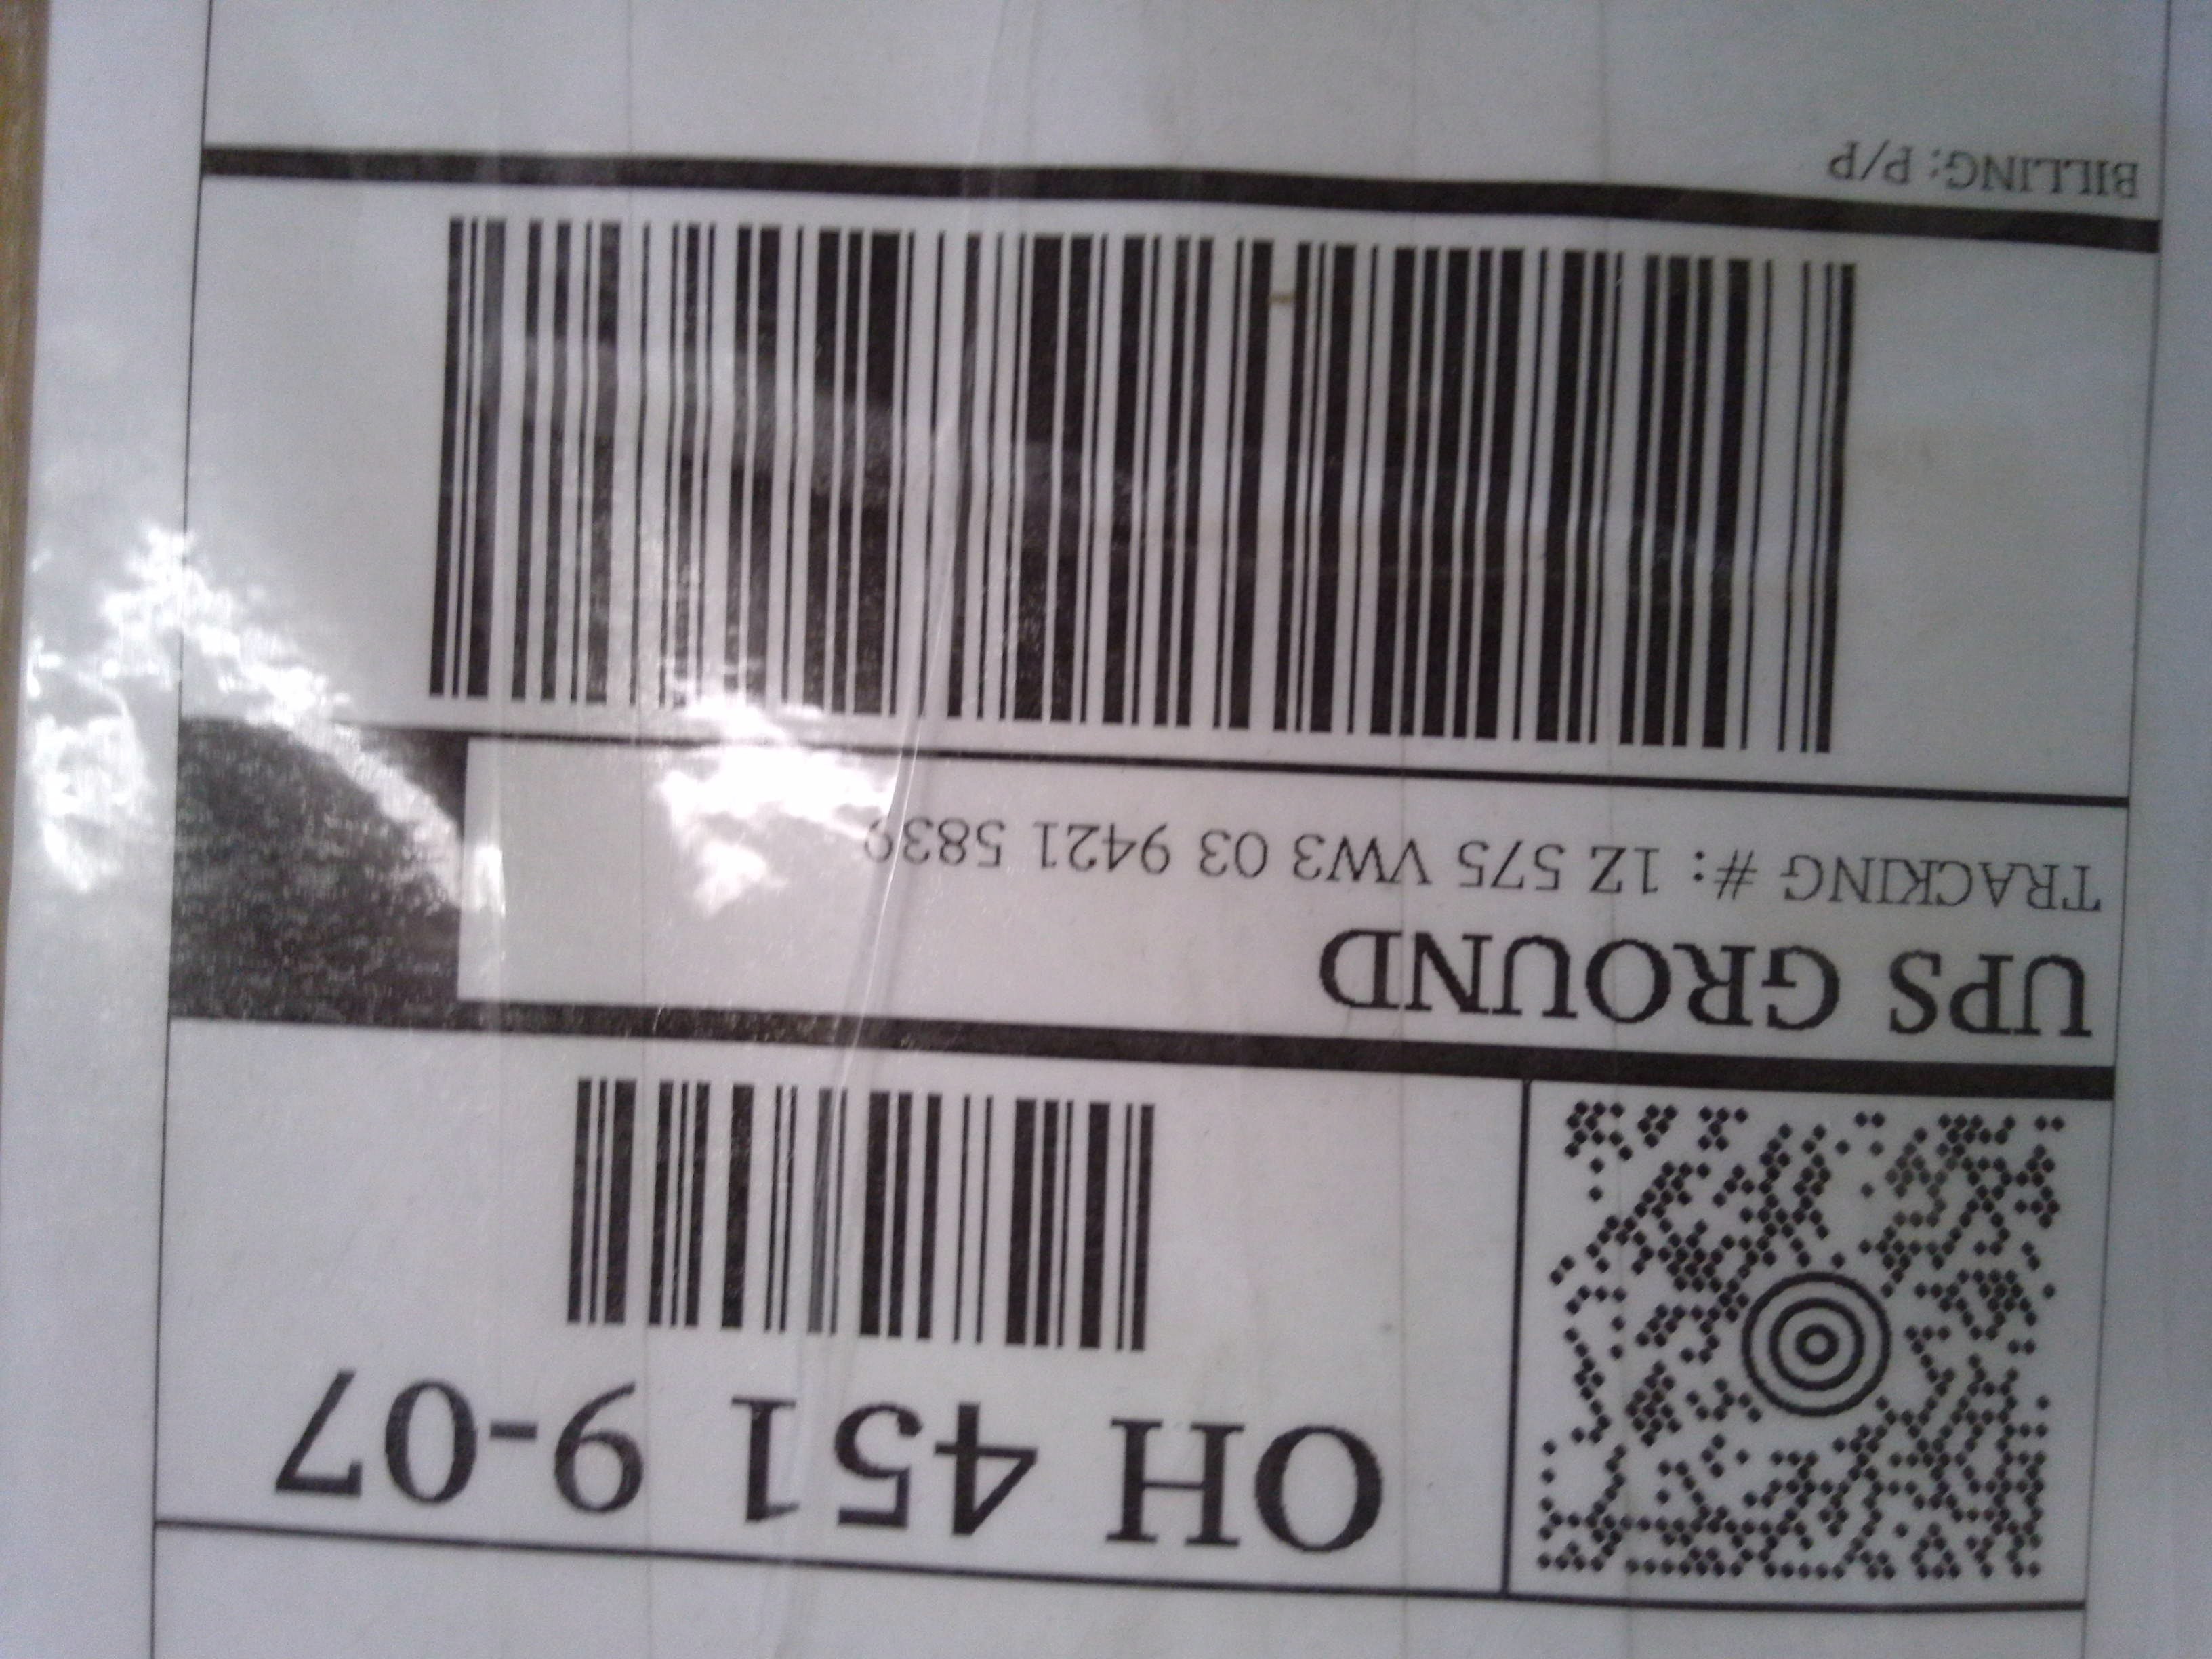 OH 451 9-07
UPS GROUND
TRACKING #: 1Z 575 VW3 03 9421 5839
BILLING: P/P